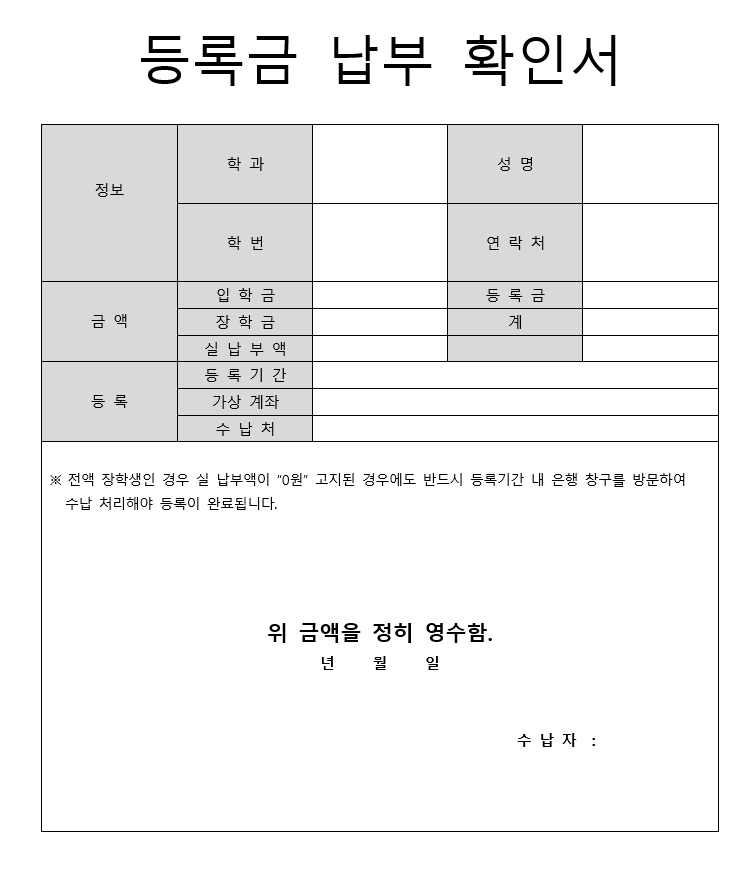 등록금 납부 확인서
정보
학 과
성 명
학 번
연 락 처
금 액
입 학 금
등 록 금
장 학 금
계
실 납 부 액
등 록
등 록 기 간
가상 계좌
수 납 처
※ 전액 장학생인 경우 실 납부액이 “0원” 고지된 경우에도 반드시 등록기간 내 은행 창구를 방문하여
수납 처리해야 등록이 완료됩니다.
위 금액을 정히 영수함.
년 월 일
수 납 자 :